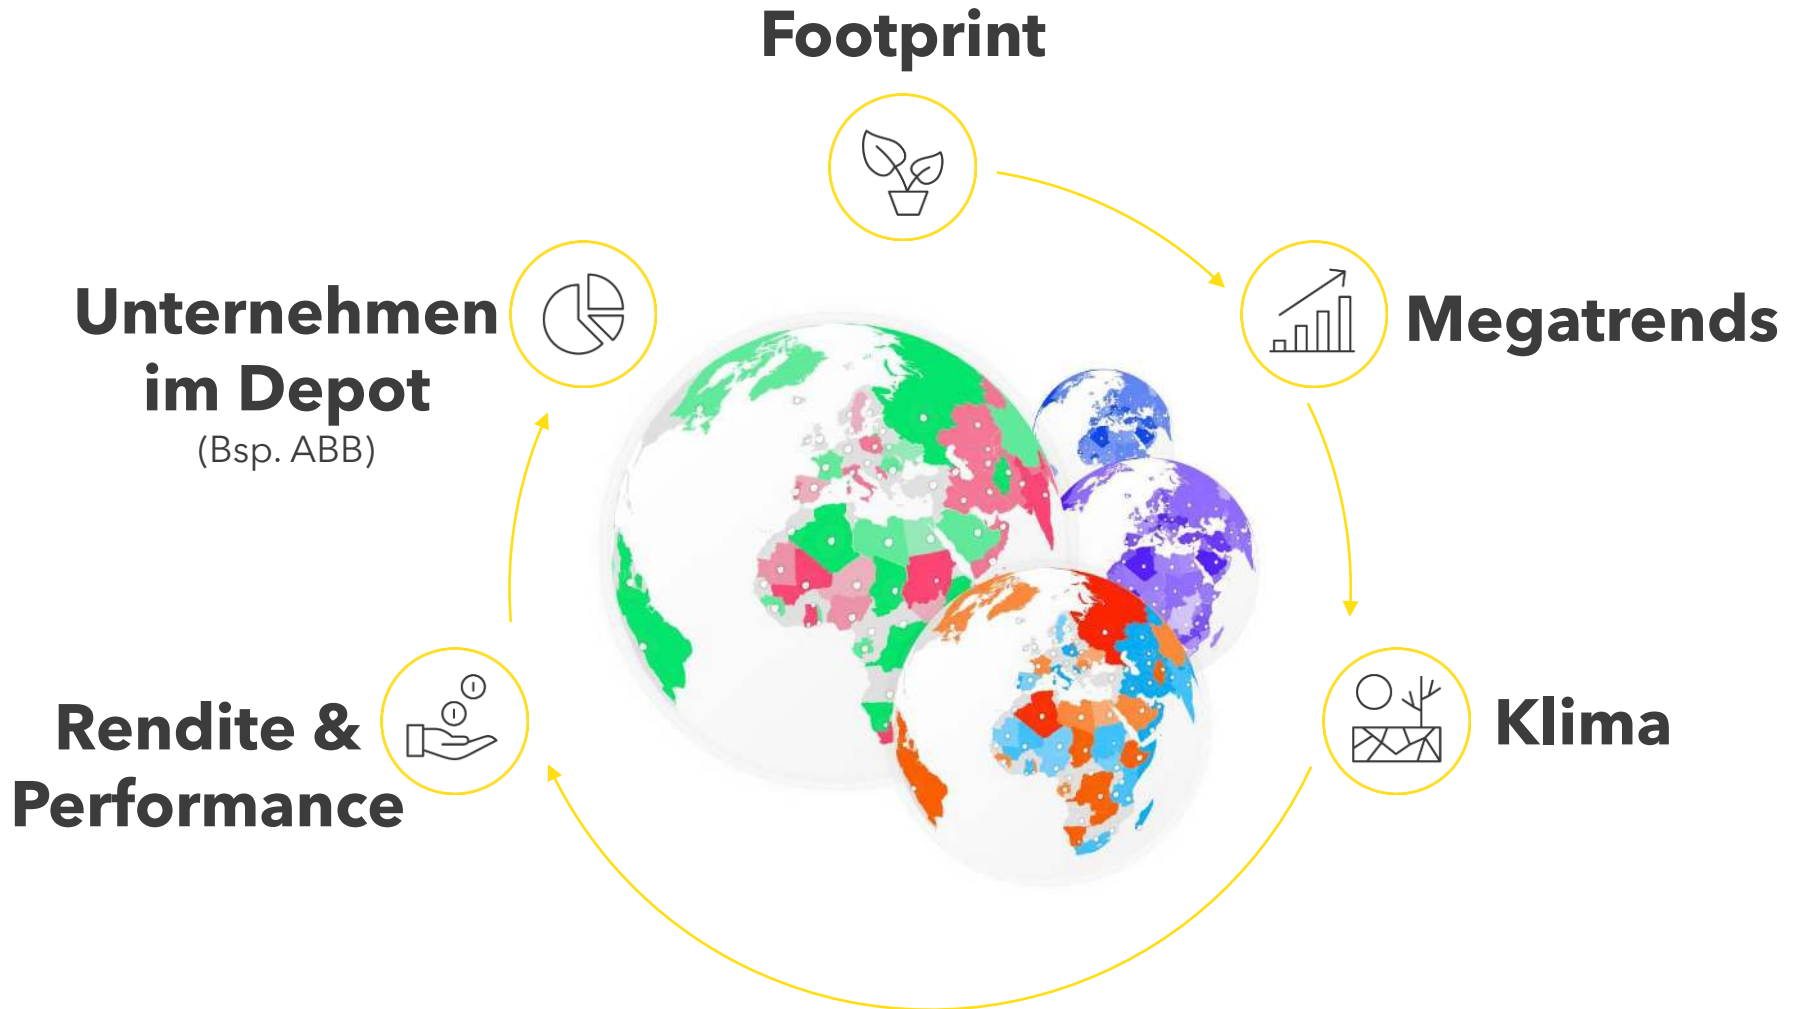 Footprint
Megatrends
Klima
Rendite &
Performance
Unternehmen
im Depot
(Bsp. ABB)